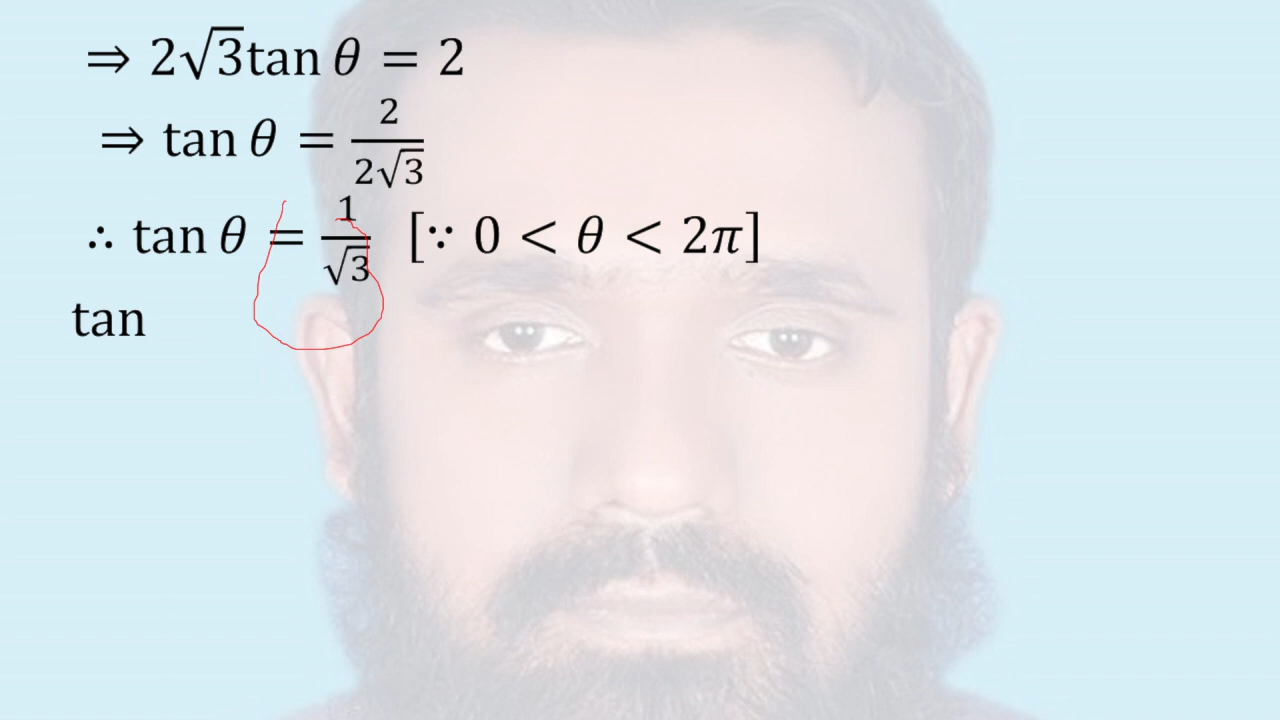 ⇒ 2√3tan θ = 2
⇒ tan θ = 2/2√3
∴ tan θ = 1/√3 [∵ 0 < θ < 2π]
tan